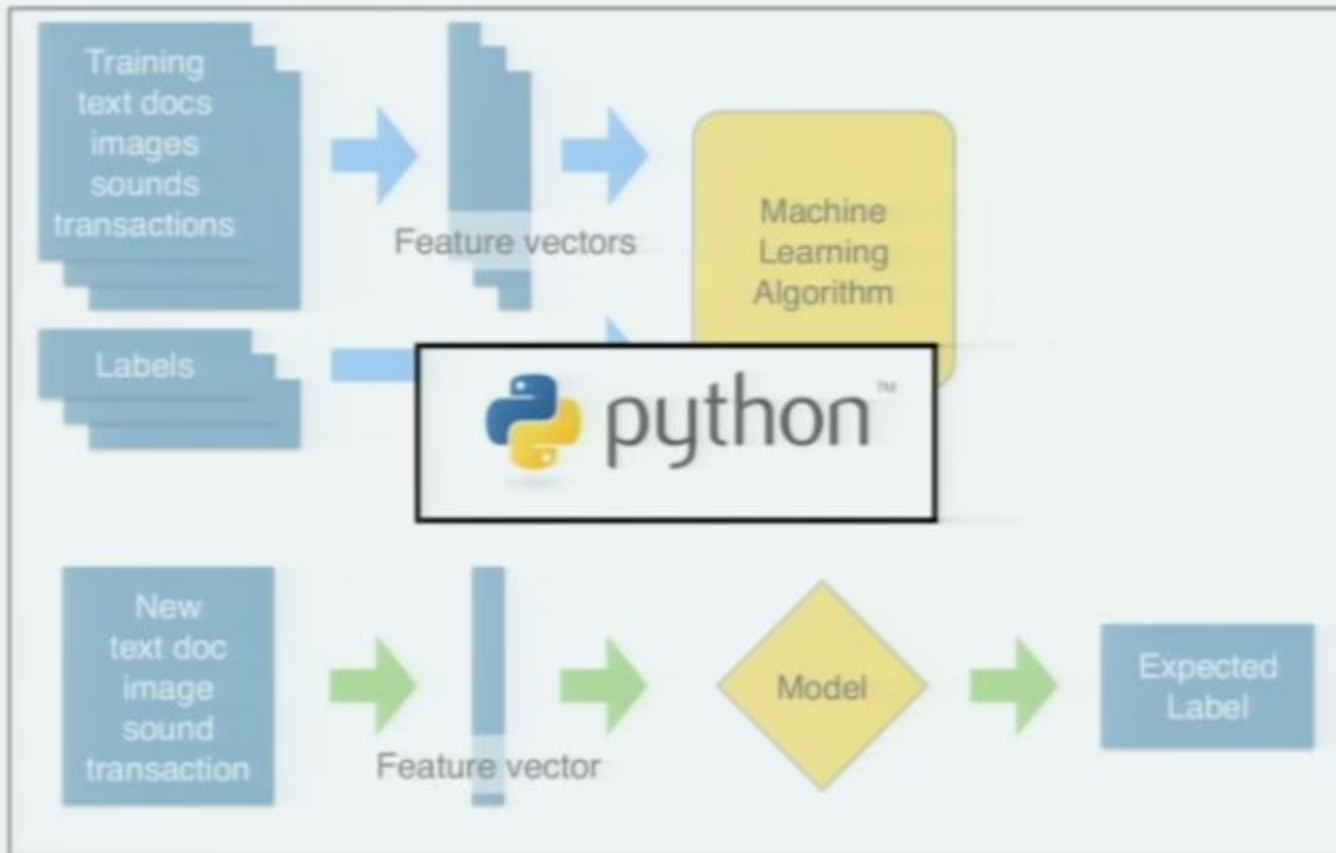 Training
text docs
images
sounds
transactions
Feature vectors
Machine
Learning
Algorithm
Labels
python™
New
text doc
image
sound
transaction
Feature vector
Model
Expected
Label